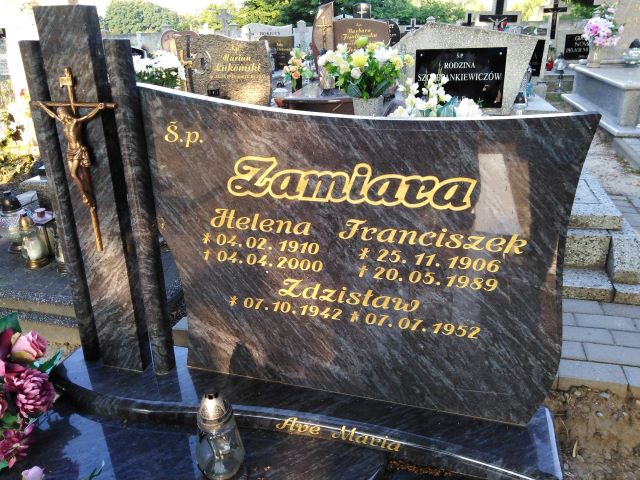 Ś.p.
Zamiara
Helena
* 04. 02. 1910
† 04. 04. 2000
Franciszek
* 25. 11. 1906
† 20. 05. 1989
Zdzisław
* 07. 10. 1942 * 07. 07. 1952
Ave Maria
Marian
Łukomski
Barbara
Ś.P.
RODZINA